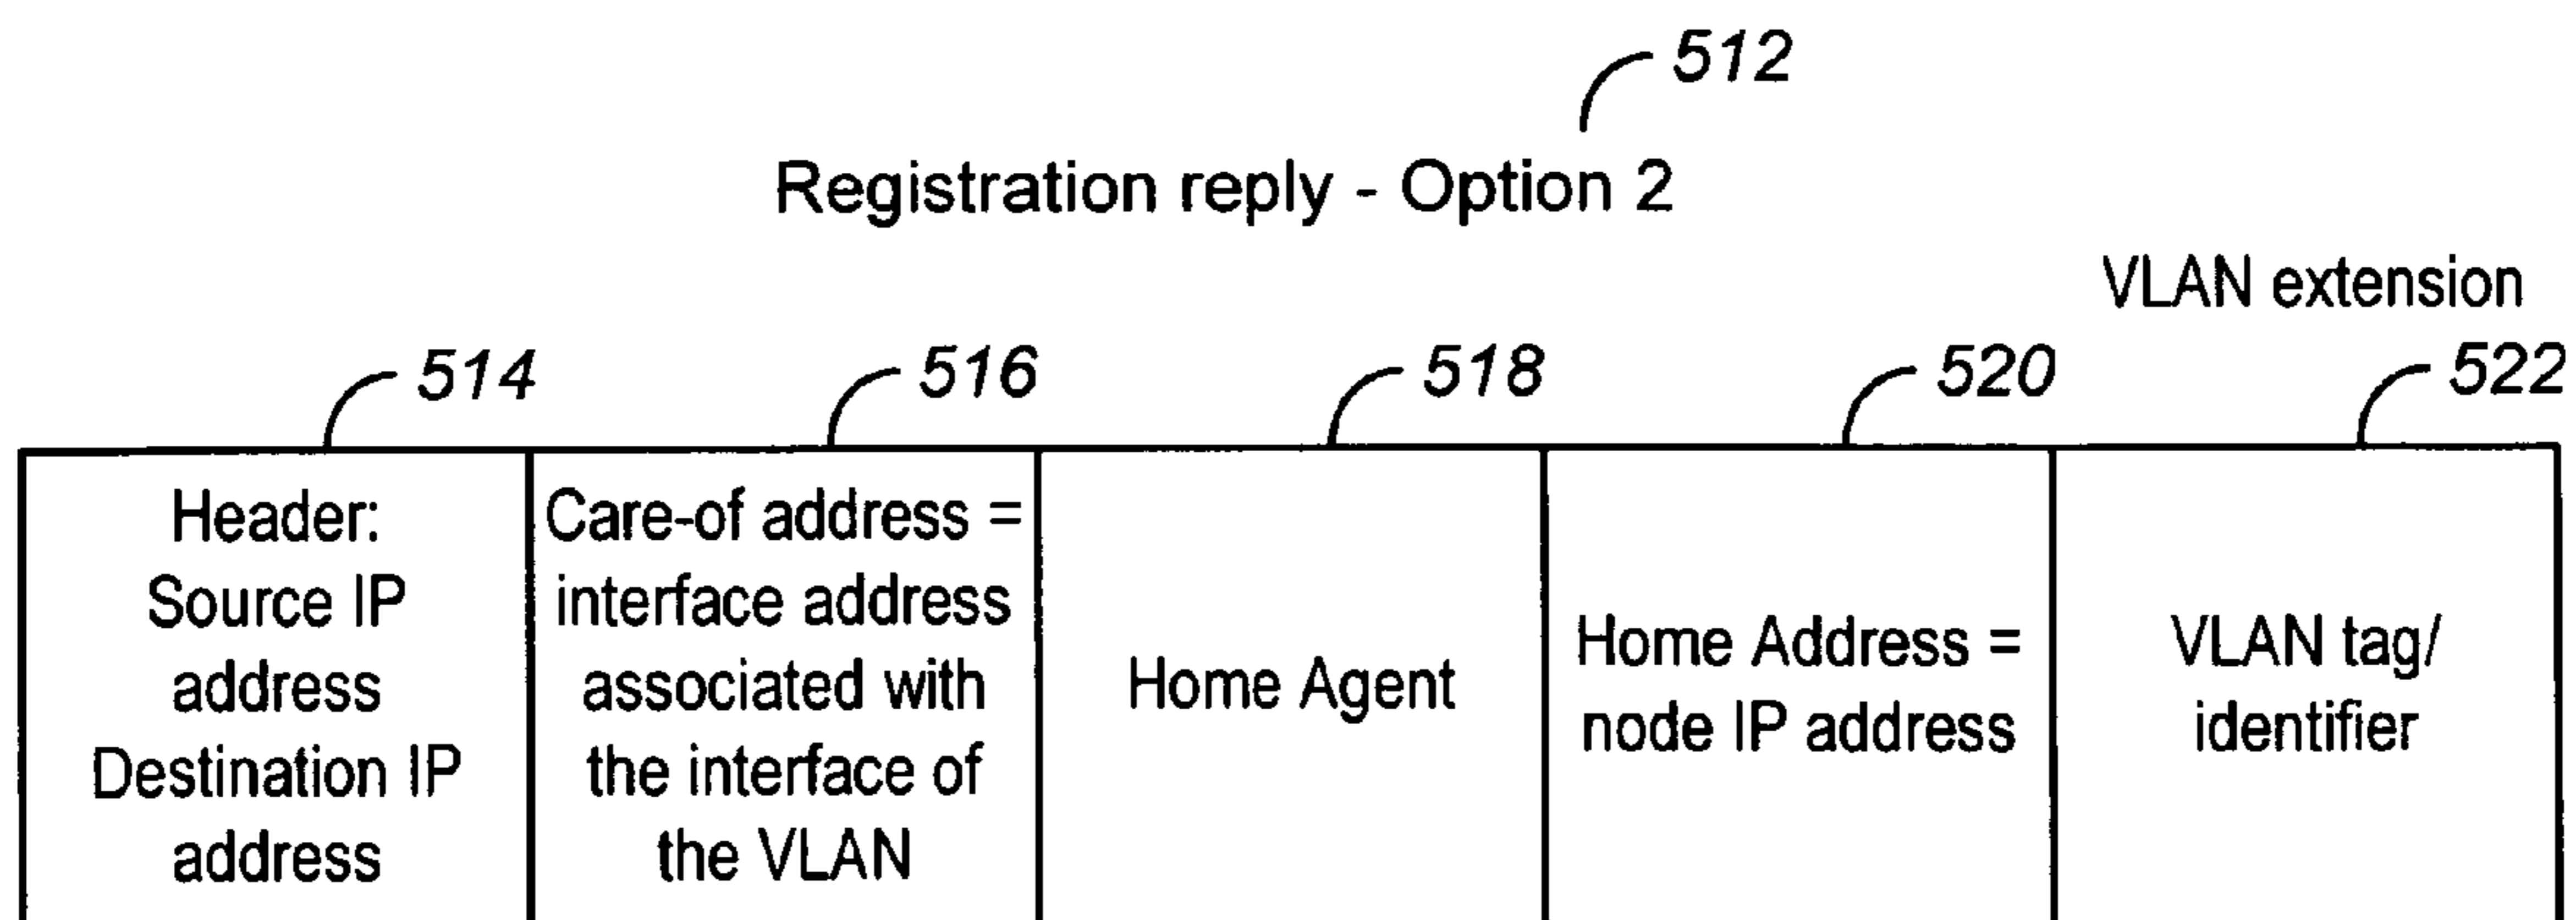 512
Registration reply - Option 2
VLAN extension
514
516
518
520
522
Header:
Source IP
address
Destination IP
address
Care-of address =
interface address
associated with
the interface of
the VLAN
Home Agent
Home Address =
node IP address
VLAN tag/
identifier